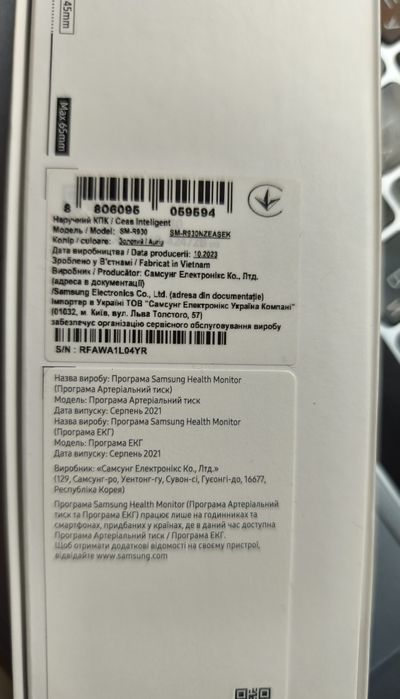 45mm
Max 65mm
8 806095 059594
Наручний КПК / Ceas Inteligent
Модель / Model: SM-R930 SM-R930NZEASEK
Колір / culoare: Золотий / Auriu
Дата виробництва / Data producerii: 10.2023
Зроблено у В'єтнамі / Fabricat in Vietnam
Виробник / Producător: Самсунг Електронікс Ко., Лтд.
(адреса в документації)
/Samsung Electronics Co., Ltd. (adresa din documentație)
Імпортер в Україні ТОВ "Самсунг Електронікс Україна Компані"
(01032, м. Київ, вул. Льва Толстого, 57)
забезпечує організацію сервісного обслуговування виробу
S/N : RFAWA1L04YR
Назва виробу: Програма Samsung Health Monitor
(Програма Артеріальний тиск)
Модель: Програма Артеріальний тиск
Дата випуску: Серпень 2021
Назва виробу: Програма Samsung Health Monitor
(Програма ЕКГ)
Модель: Програма ЕКГ
Дата випуску: Серпень 2021
Виробник: «Самсунг Електронікс Ко., Лтд.»
(129, Самсунг-ро, Уентонг-гу, Сувон-сі, Гусонгі-до, 16677,
Республіка Корея)
Програма Samsung Health Monitor (Програма Артеріальний
тиск та Програма ЕКГ) працює лише на годинниках та
смартфонах, придбаних у країнах, де в даний час доступна
Програма Артеріальний тиск / Програма ЕКГ.
Щоб отримати додаткові відомості на своєму пристрої,
відвідайте www.samsung.com